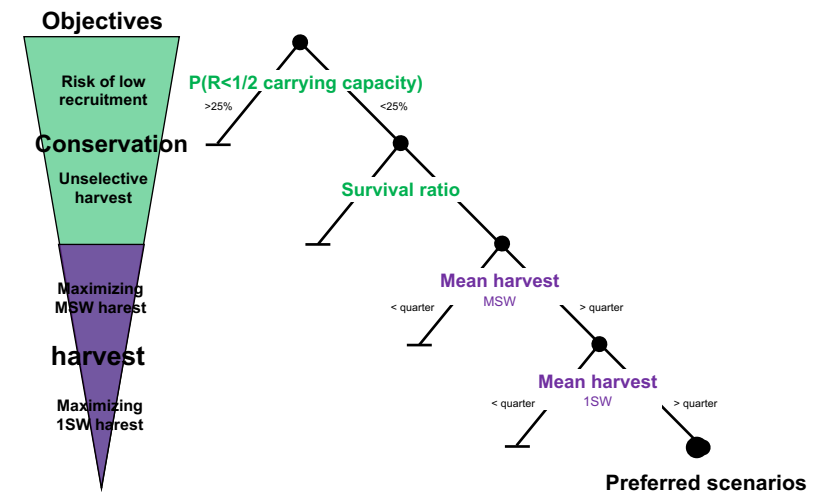 Objectives
Risk of low
recruitment
Conservation
Unselective
harvest
Maximizing
MSW harest
harvest
Maximizing
1SW harest
P(R<1/2 carrying capacity)
>25%
<25%
Survival ratio
Mean harvest
MSW
< quarter
> quarter
Mean harvest
1SW
< quarter
> quarter
Preferred scenarios